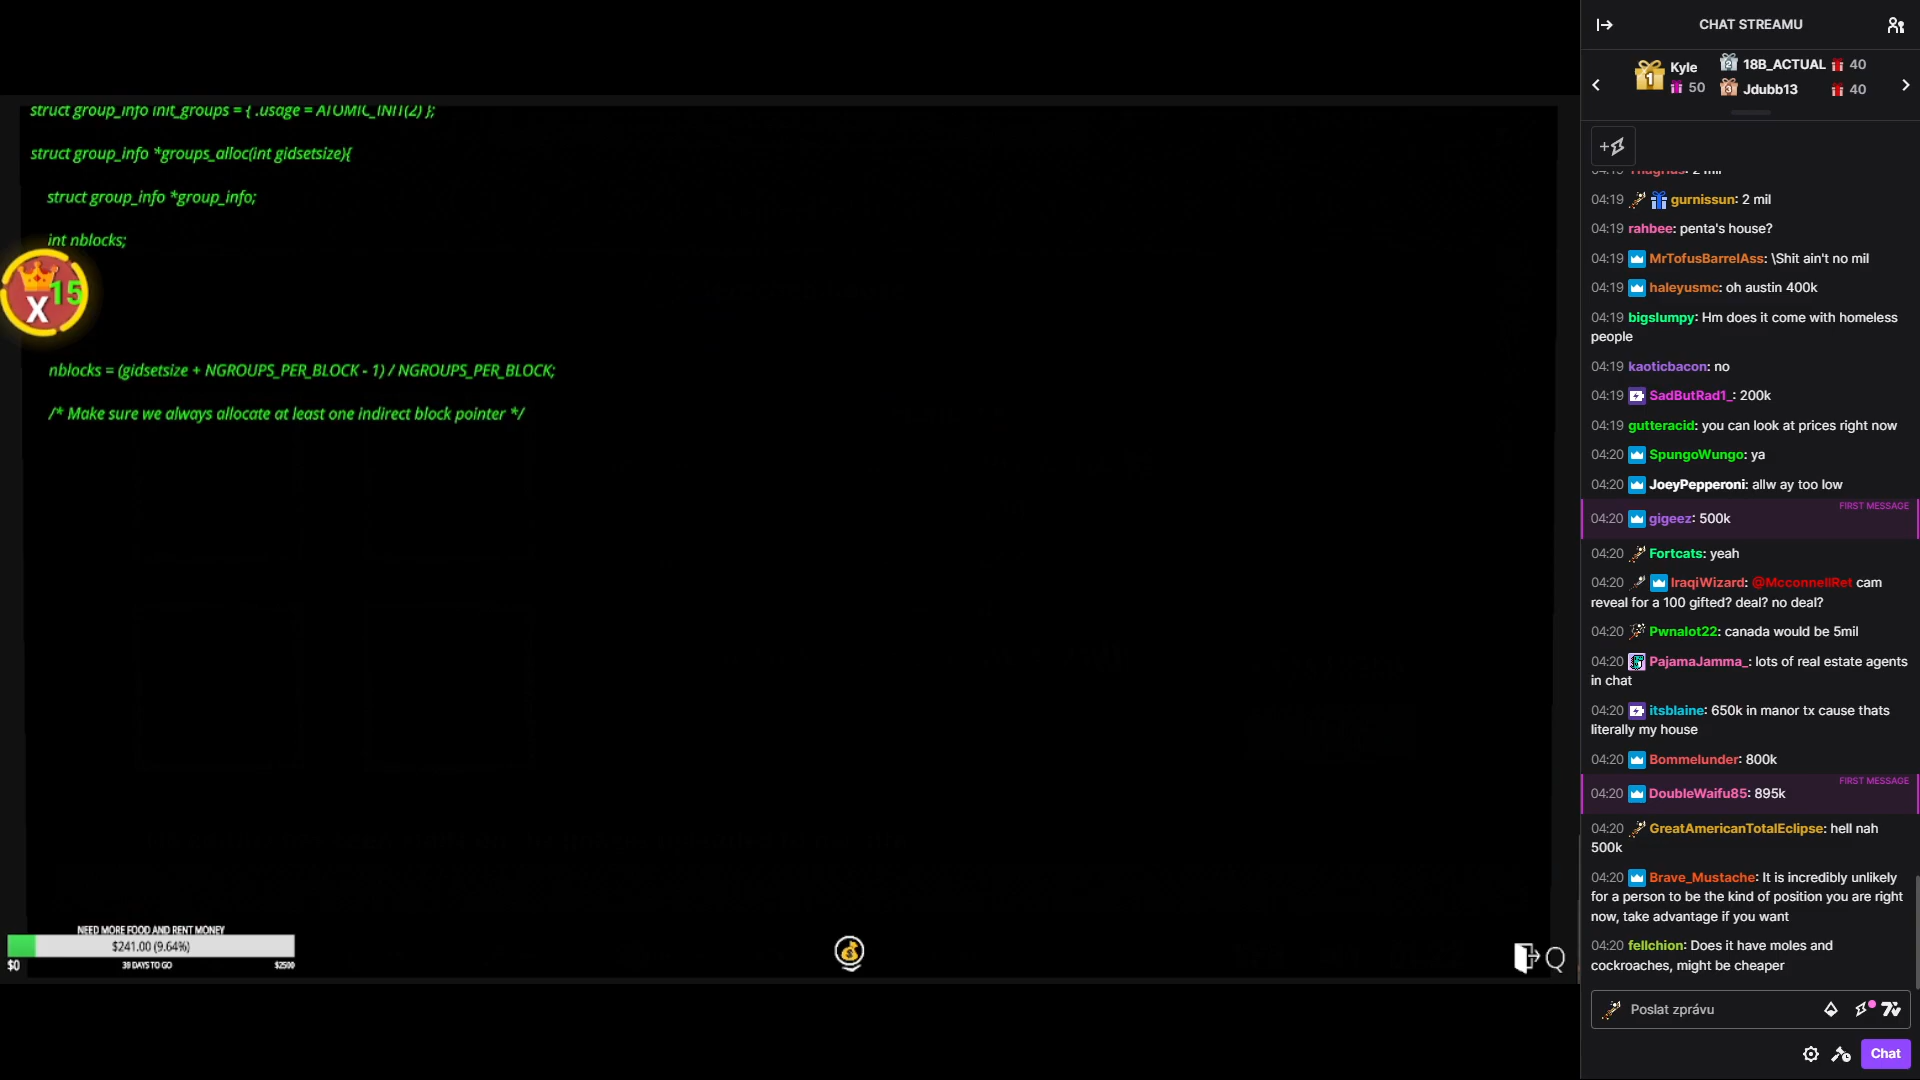 struct group_info init_groups = { .usage = ATOMIC_INIT(2) };
struct group_info *groups_alloc(int gidsetsize){
struct group_info *group_info;
int nblocks;
X 15
nblocks = (gidsetsize + NGROUPS_PER_BLOCK - 1) / NGROUPS_PER_BLOCK;
/* Make sure we always allocate at least one indirect block pointer */
NEED MORE FOOD AND RENT MONEY
$241.00 (9.64%)
$0 39 DAYS TO GO $2500
Q
CHAT STREAMU
1 Kyle 50
2 18B_ACTUAL 40
3 Jdubb13 40
04:19 gurnissun: 2 mil
04:19 rahbee: penta's house?
04:19 MrTofusBarrelAss: \Shit ain't no mil
04:19 haleyusmc: oh austin 400k
04:19 bigslumpy: Hm does it come with homeless
people
04:19 kaoticbacon: no
04:19 SadButRad1_: 200k
04:19 gutteracid: you can look at prices right now
04:20 SpungoWungo: ya
04:20 JoeyPepperoni: allw ay too low
FIRST MESSAGE
04:20 gigeez: 500k
04:20 Fortcats: yeah
04:20 IraqiWizard: @McconnellRet cam
reveal for a 100 gifted? deal? no deal?
04:20 Pwnalot22: canada would be 5mil
04:20 PajamaJamma_: lots of real estate agents
in chat
04:20 itsblaine: 650k in manor tx cause thats
literally my house
04:20 Bommelunder: 800k
FIRST MESSAGE
04:20 DoubleWaifu85: 895k
04:20 GreatAmericanTotalEclipse: hell nah
500k
04:20 Brave_Mustache: It is incredibly unlikely
for a person to be the kind of position you are right
now, take advantage if you want
04:20 fellchion: Does it have moles and
cockroaches, might be cheaper
Poslat zprávu
Chat